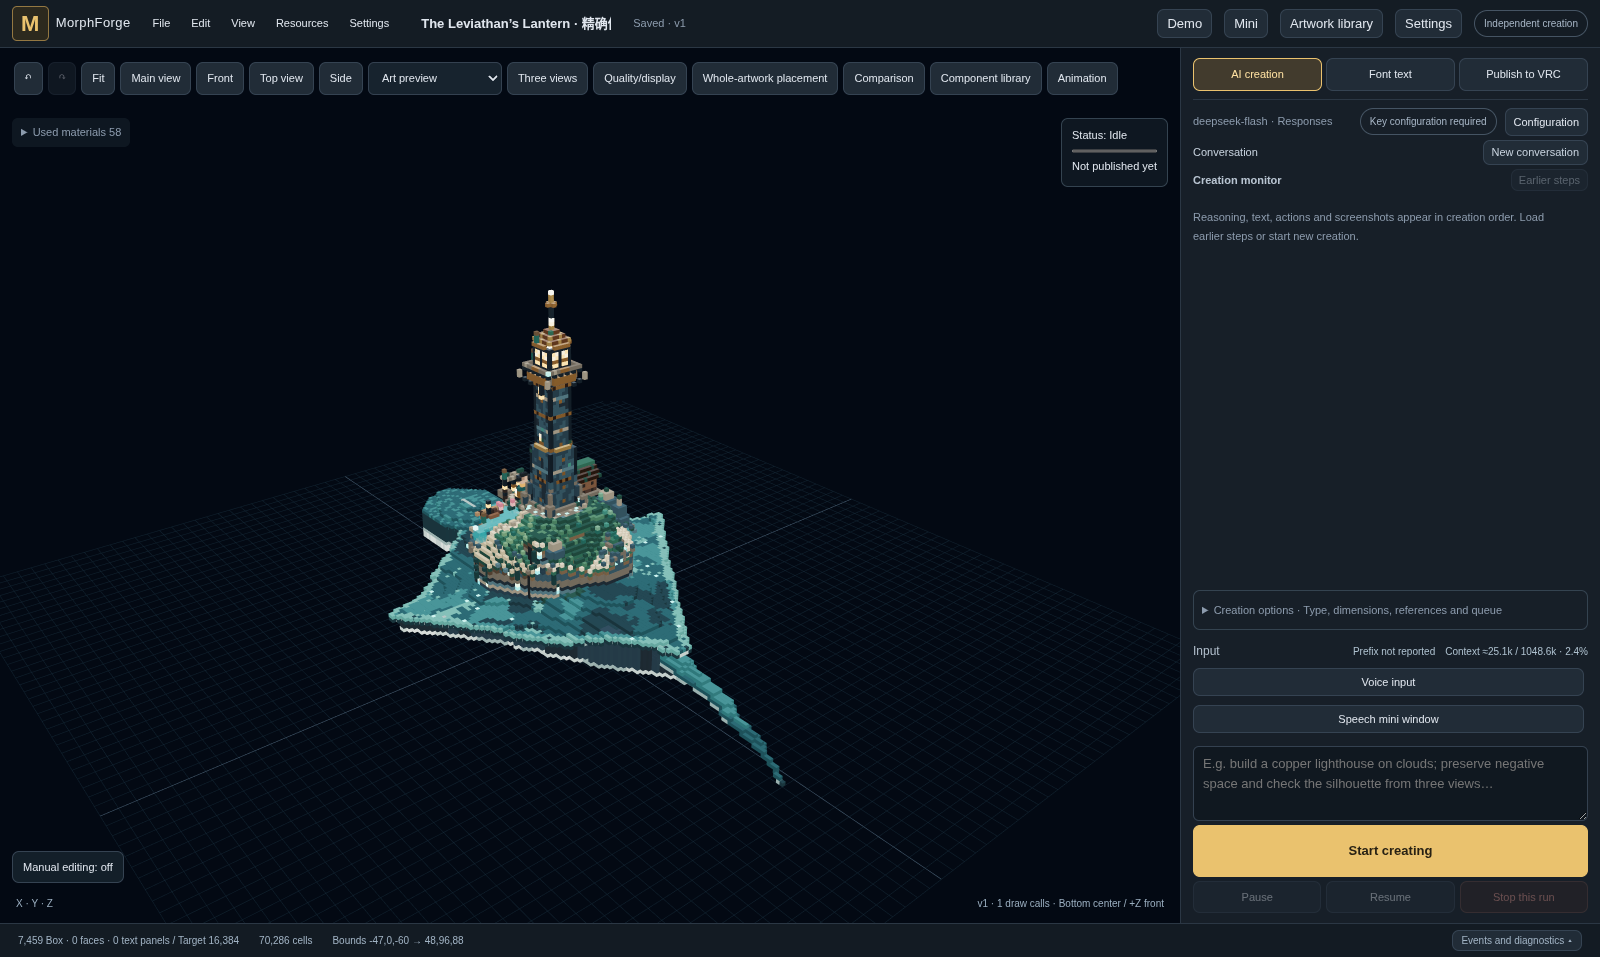 M MorphForge File Edit View Resources Settings The Leviathan's Lantern · 精确 Saved · v1 Demo Mini Artwork library Settings Independent creation
Fit Main view Front Top view Side Art preview Three views Quality/display Whole-artwork placement Comparison Component library Animation
Used materials 58
Status: Idle
Not published yet
Manual editing: off
X · Y · Z
v1 · 1 draw calls · Bottom center / +Z front
AI creation Font text Publish to VRC
deepseek-flash · Responses Key configuration required Configuration
Conversation New conversation
Creation monitor Earlier steps
Reasoning, text, actions and screenshots appear in creation order. Load
earlier steps or start new creation.
Creation options · Type, dimensions, references and queue
Input Prefix not reported Context ≈25.1k / 1048.6k · 2.4%
Voice input
Speech mini window
E.g. build a copper lighthouse on clouds; preserve negative
space and check the silhouette from three views…
Start creating
Pause Resume Stop this run
7,459 Box · 0 faces · 0 text panels / Target 16,384 70,286 cells Bounds -47,0,-60 → 48,96,88 Events and diagnostics